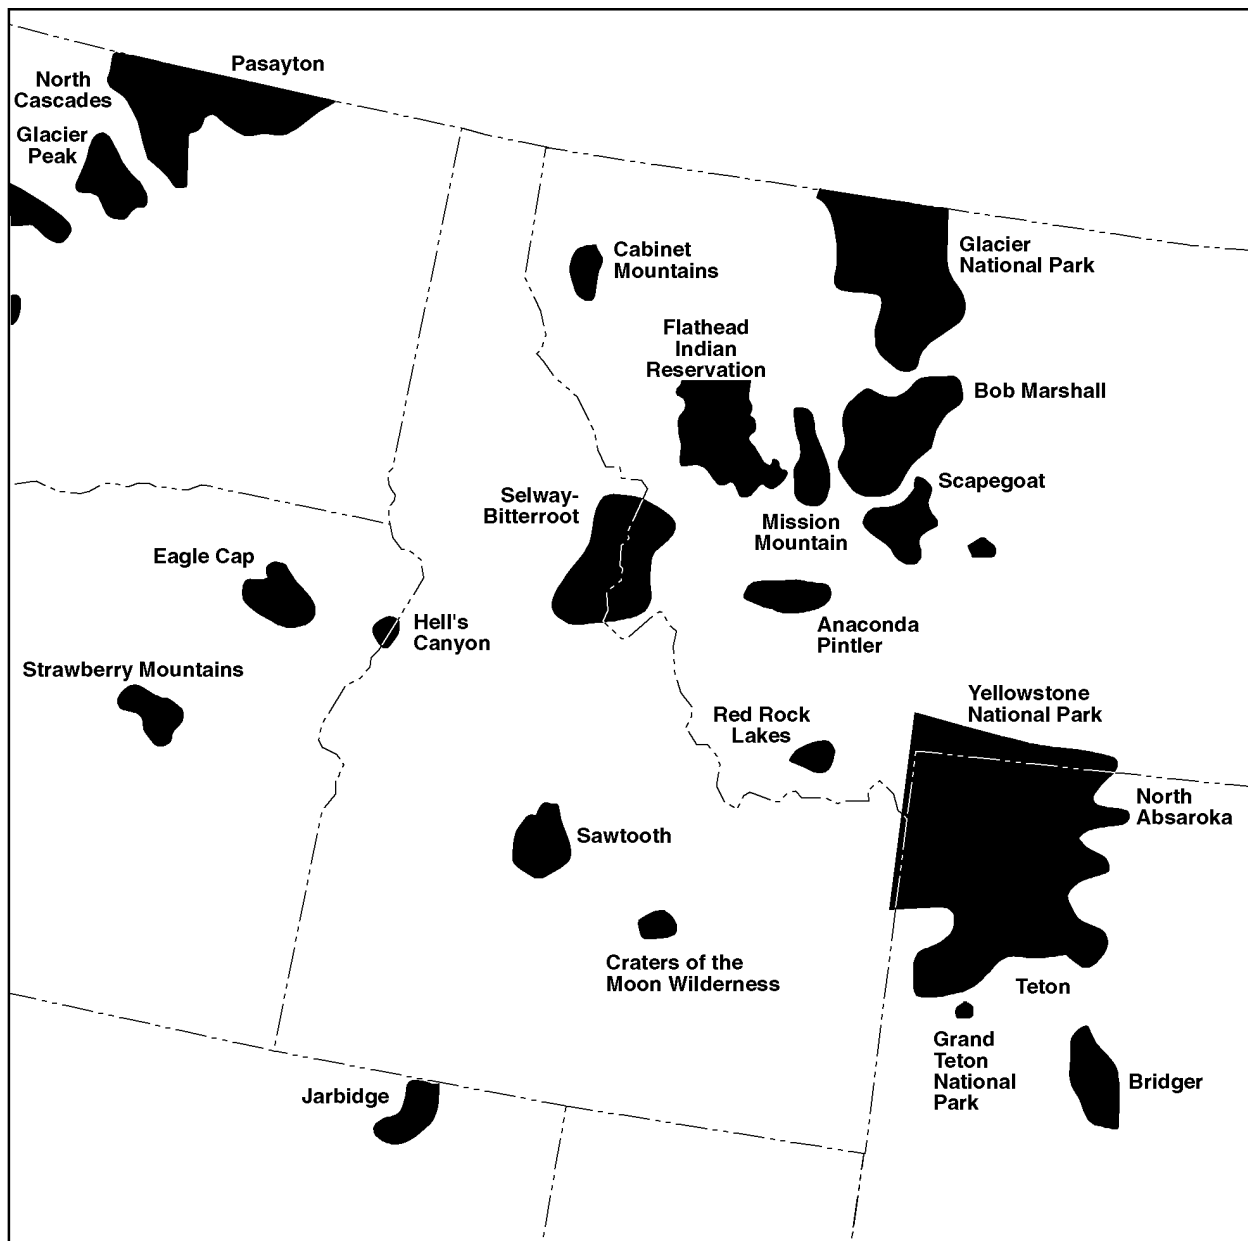 Pasayton
North
Cascades
Glacier
Peak
Cabinet
Mountains
Glacier
National Park
Flathead
Indian
Reservation
Bob Marshall
Scapegoat
Selway-
Bitterroot
Mission
Mountain
Eagle Cap
Hell's
Canyon
Anaconda
Pintler
Strawberry Mountains
Yellowstone
National Park
Red Rock
Lakes
North
Absaroka
Sawtooth
Craters of the
Moon Wilderness
Teton
Grand
Teton
National
Park
Bridger
Jarbidge